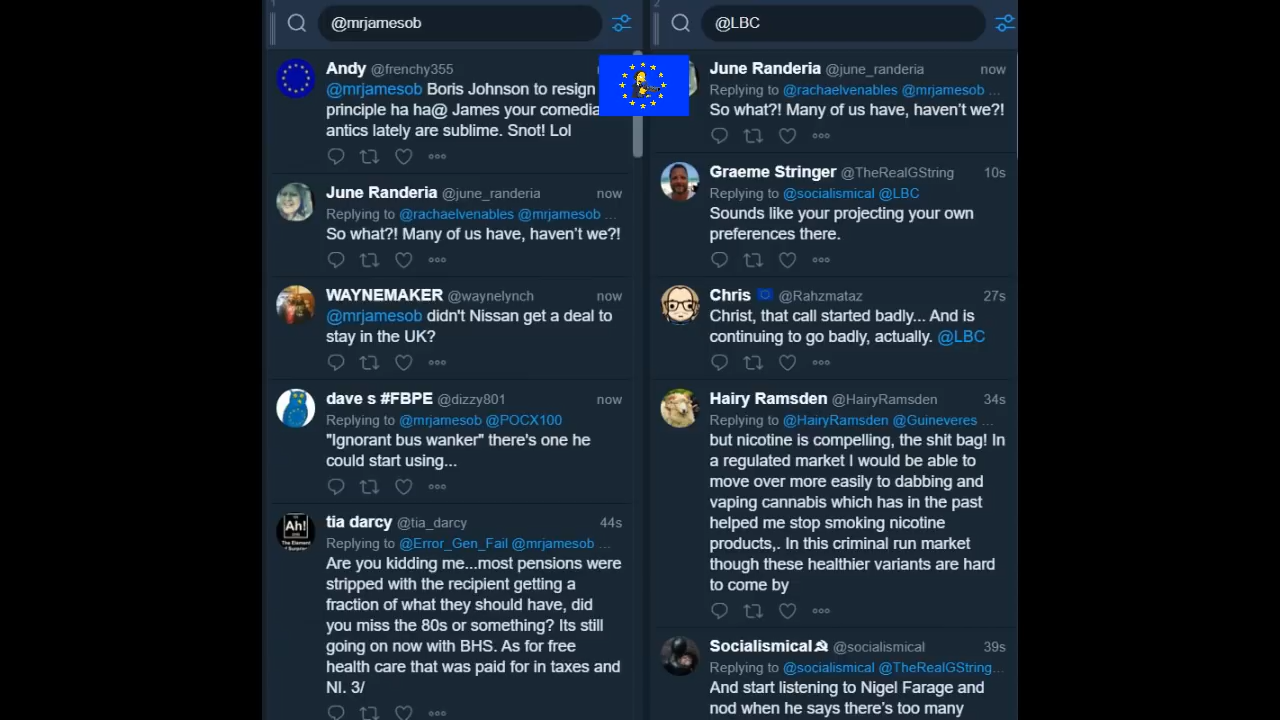 1
@mrjamesob
Andy @frenchy355
@mrjamesob Boris Johnson to resign
principle ha ha@ James your comedia
antics lately are sublime. Snot! Lol
June Randeria @june_randeria now
Replying to @rachaelvenables @mrjamesob ...
So what?! Many of us have, haven't we?!
WAYNEMAKER @waynelynch now
@mrjamesob didn't Nissan get a deal to
stay in the UK?
dave s #FBPE @dizzy801 now
Replying to @mrjamesob @POCX100
"Ignorant bus wanker" there's one he
could start using...
Ah!
The Element
of Surprise
tia darcy @tia_darcy 44s
Replying to @Error_Gen_Fail @mrjamesob ...
Are you kidding me...most pensions were
stripped with the recipient getting a
fraction of what they should have, did
you miss the 80s or something? Its still
going on now with BHS. As for free
health care that was paid for in taxes and
NI. 3/
2
@LBC
June Randeria @june_randeria now
Replying to @rachaelvenables @mrjamesob ...
So what?! Many of us have, haven't we?!
Graeme Stringer @TheRealGString 10s
Replying to @socialismical @LBC
Sounds like your projecting your own
preferences there.
Chris @Rahzmataz 27s
Christ, that call started badly... And is
continuing to go badly, actually. @LBC
Hairy Ramsden @HairyRamsden 34s
Replying to @HairyRamsden @Guineveres ...
but nicotine is compelling, the shit bag! In
a regulated market I would be able to
move over more easily to dabbing and
vaping cannabis which has in the past
helped me stop smoking nicotine
products,. In this criminal run market
though these healthier variants are hard
to come by
Socialismical☭ @socialismical 39s
Replying to @socialismical @TheRealGString...
And start listening to Nigel Farage and
nod when he says there's too many